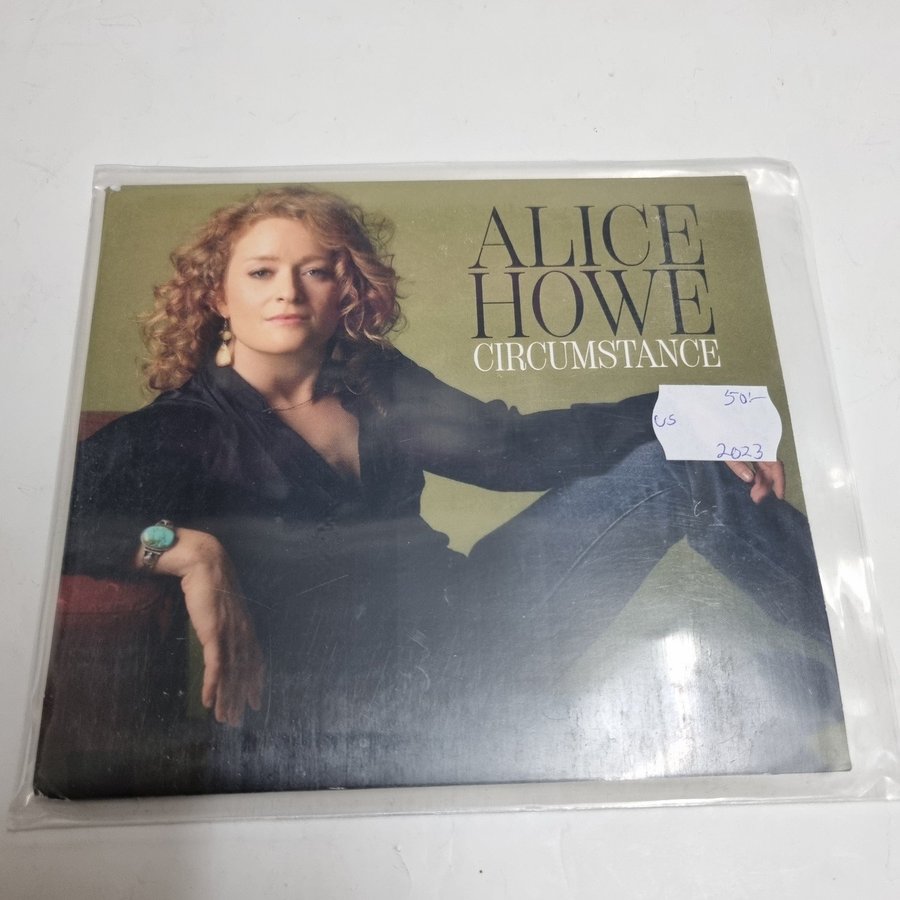 ALICE
HOWE
CIRCUMSTANCE
50:-
US
2023